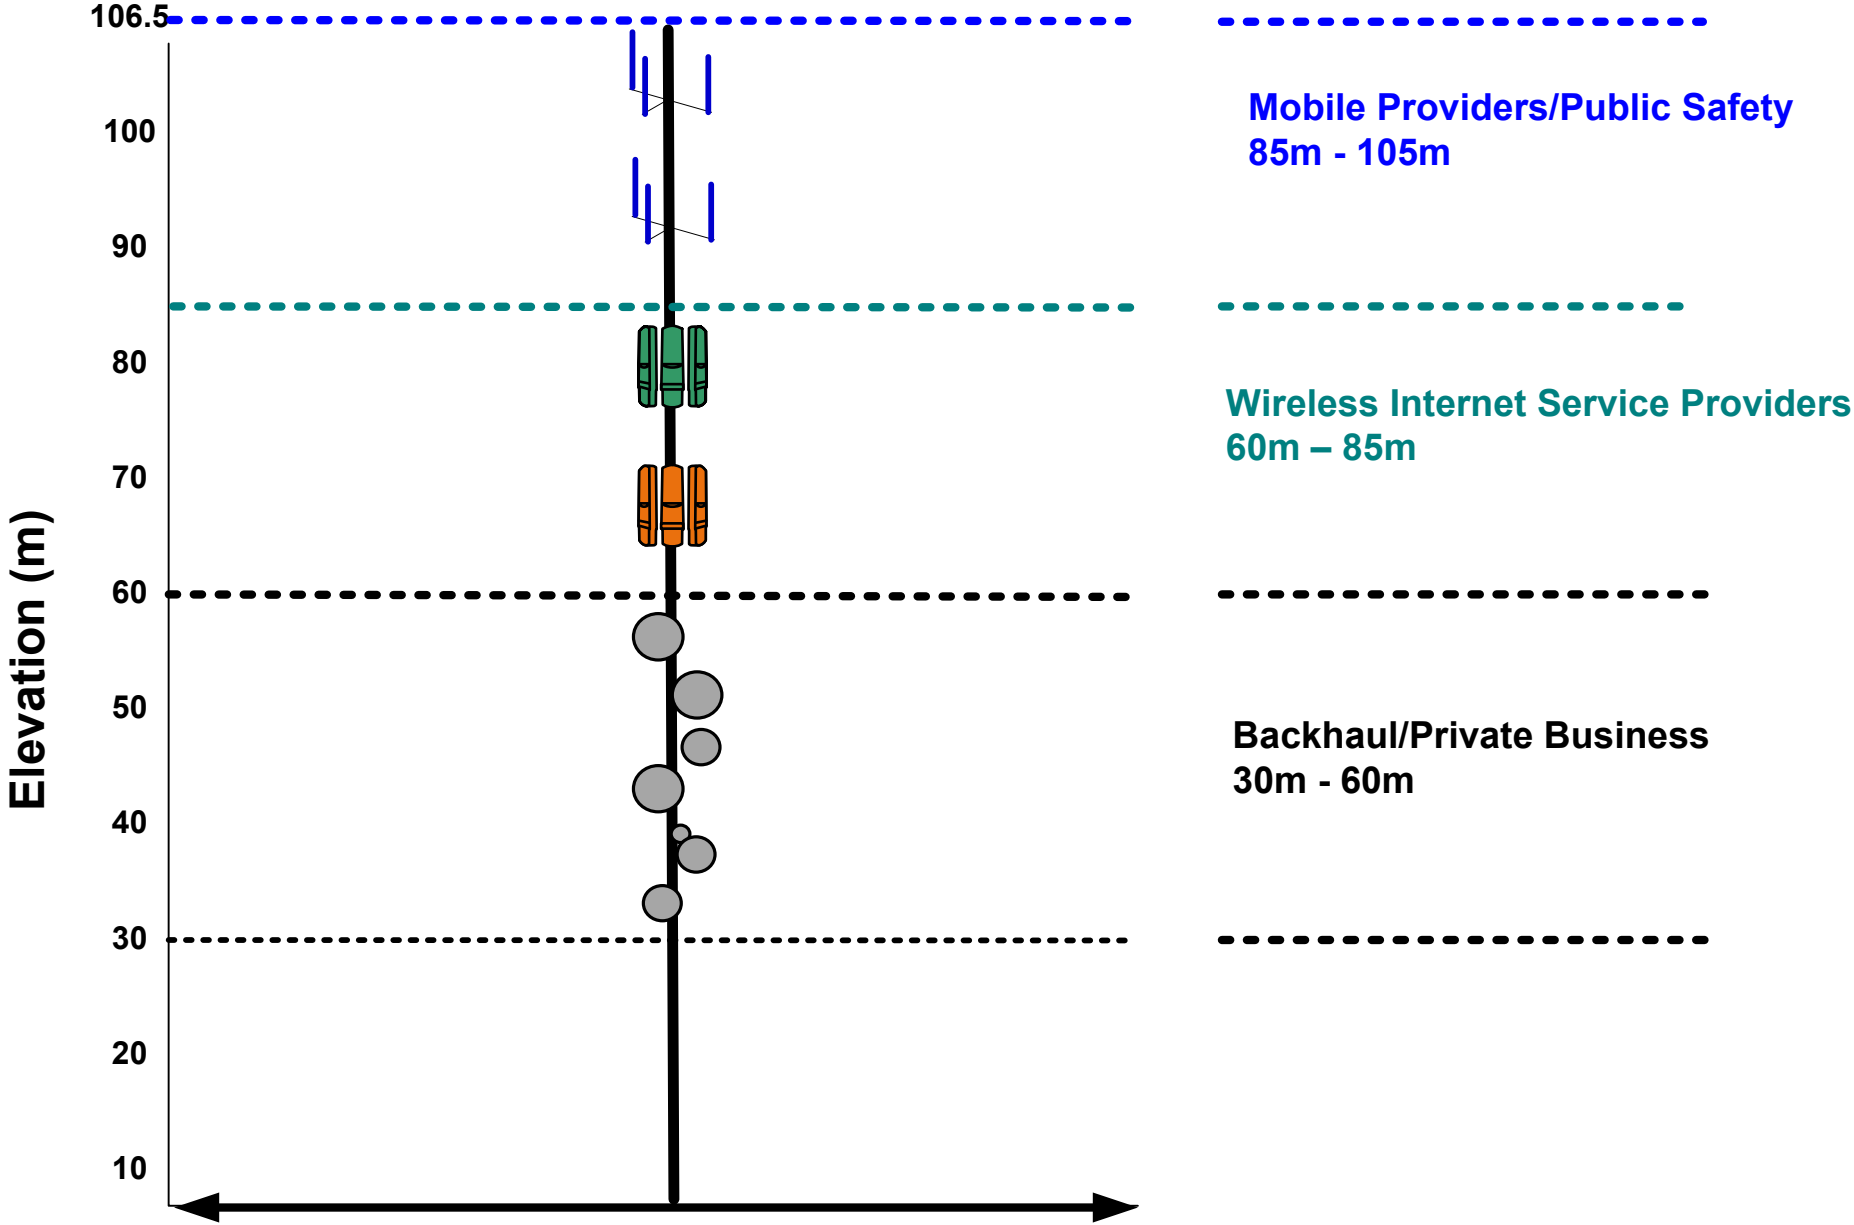 106.5
100
90
80
70
60
50
40
30
20
10
Elevation (m)
Mobile Providers/Public Safety
85m - 105m
Wireless Internet Service Providers
60m – 85m
Backhaul/Private Business
30m - 60m